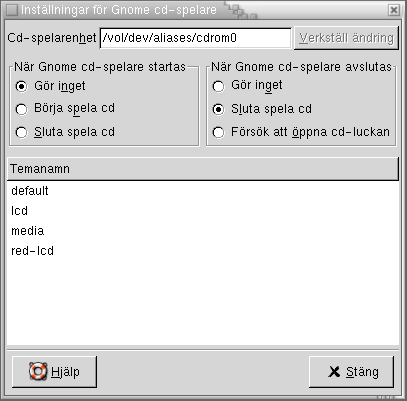 Inställningar för Gnome cd-spelare
Cd-spelarenhet /vol/dev/aliases/cdrom0 Verkställ ändring
När Gnome cd-spelare startas
Gör inget
Börja spela cd
Sluta spela cd
När Gnome cd-spelare avslutas
Gör inget
Sluta spela cd
Försök att öppna cd-luckan
Temanamn
default
lcd
media
red-lcd
Hjälp
Stäng